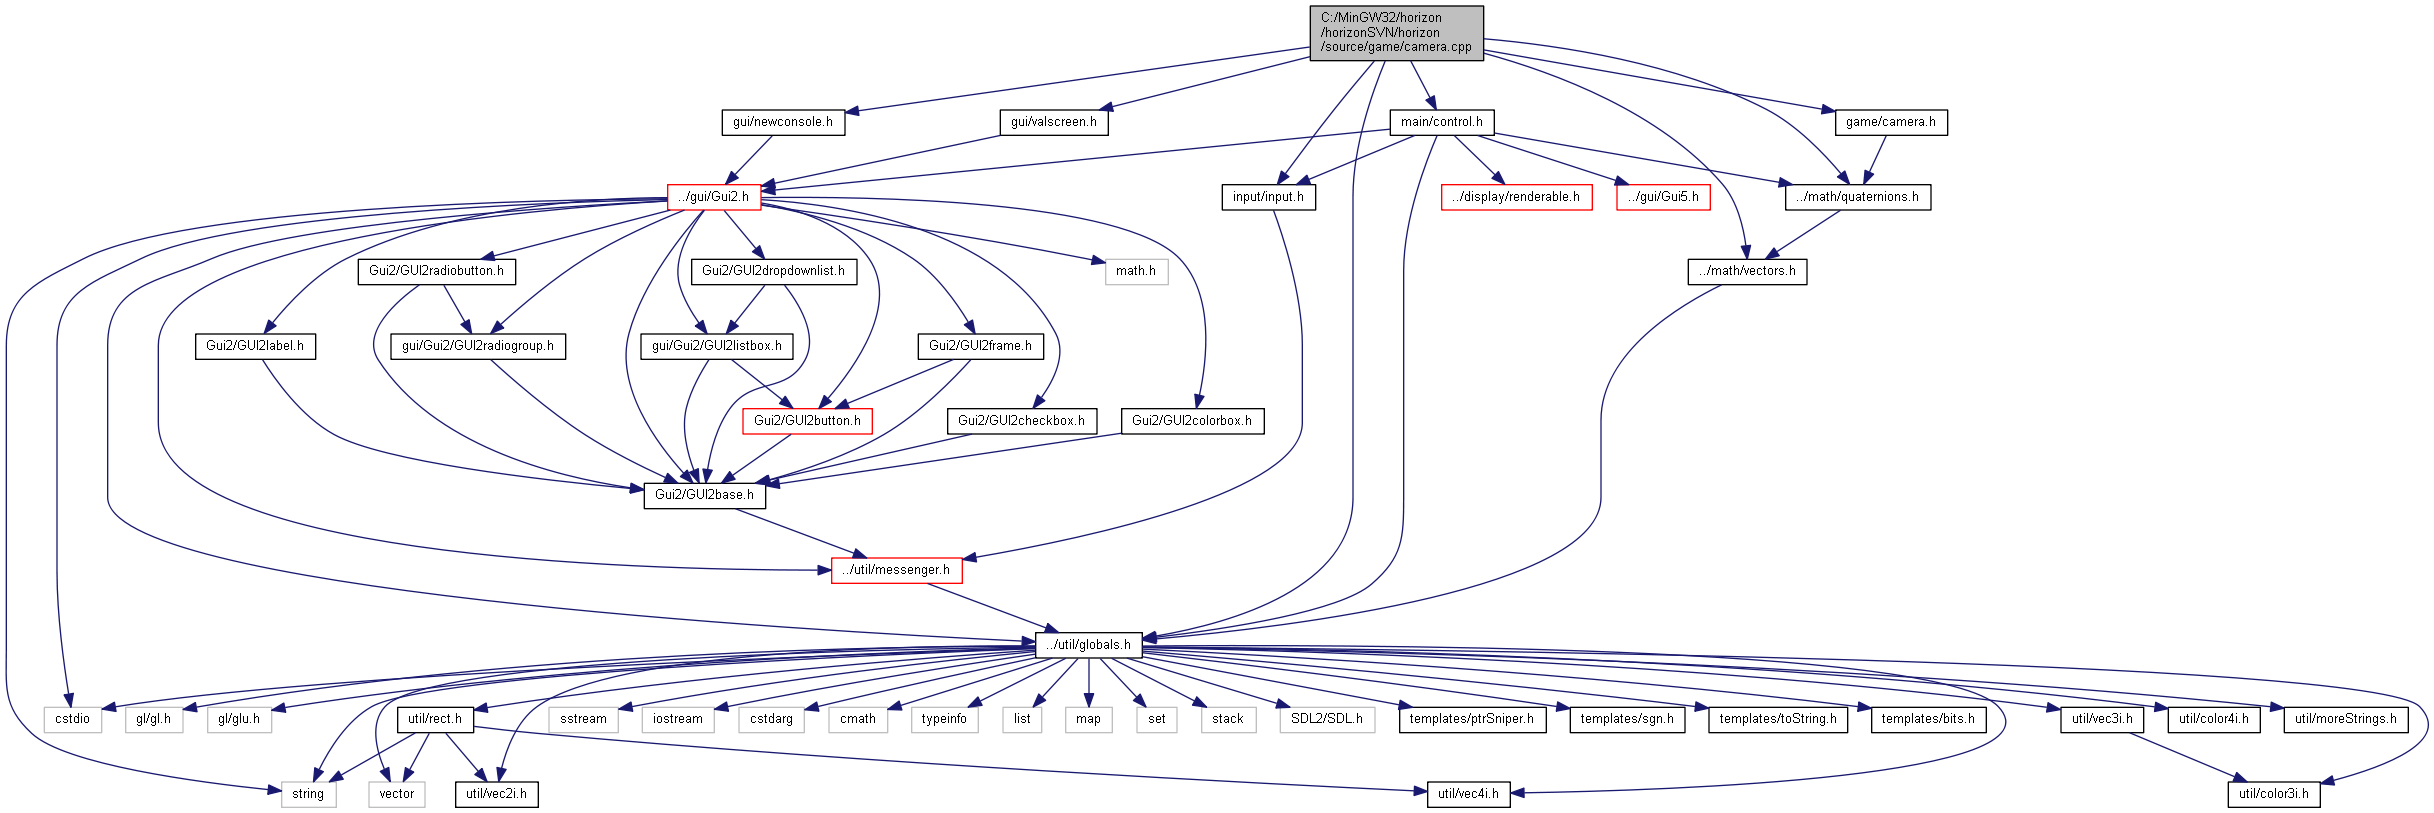 C:/MinGW32/horizon
/horizonSVN/horizon
/source/game/camera.cpp
gui/newconsole.h
gui/valscreen.h
main/control.h
game/camera.h
../gui/Gui2.h
input/input.h
../display/renderable.h
../gui/Gui5.h
../math/quaternions.h
Gui2/GUI2radiobutton.h
Gui2/GUI2dropdownlist.h
math.h
../math/vectors.h
Gui2/GUI2label.h
gui/Gui2/GUI2radiogroup.h
gui/Gui2/GUI2listbox.h
Gui2/GUI2frame.h
Gui2/GUI2button.h
Gui2/GUI2checkbox.h
Gui2/GUI2colorbox.h
Gui2/GUI2base.h
../util/messenger.h
../util/globals.h
cstdio
gl/gl.h
gl/glu.h
util/rect.h
sstream
iostream
cstdarg
cmath
typeinfo
list
map
set
stack
SDL2/SDL.h
templates/ptrSniper.h
templates/sgn.h
templates/toString.h
templates/bits.h
util/vec3i.h
util/color4i.h
util/moreStrings.h
string
vector
util/vec2i.h
util/vec4i.h
util/color3i.h